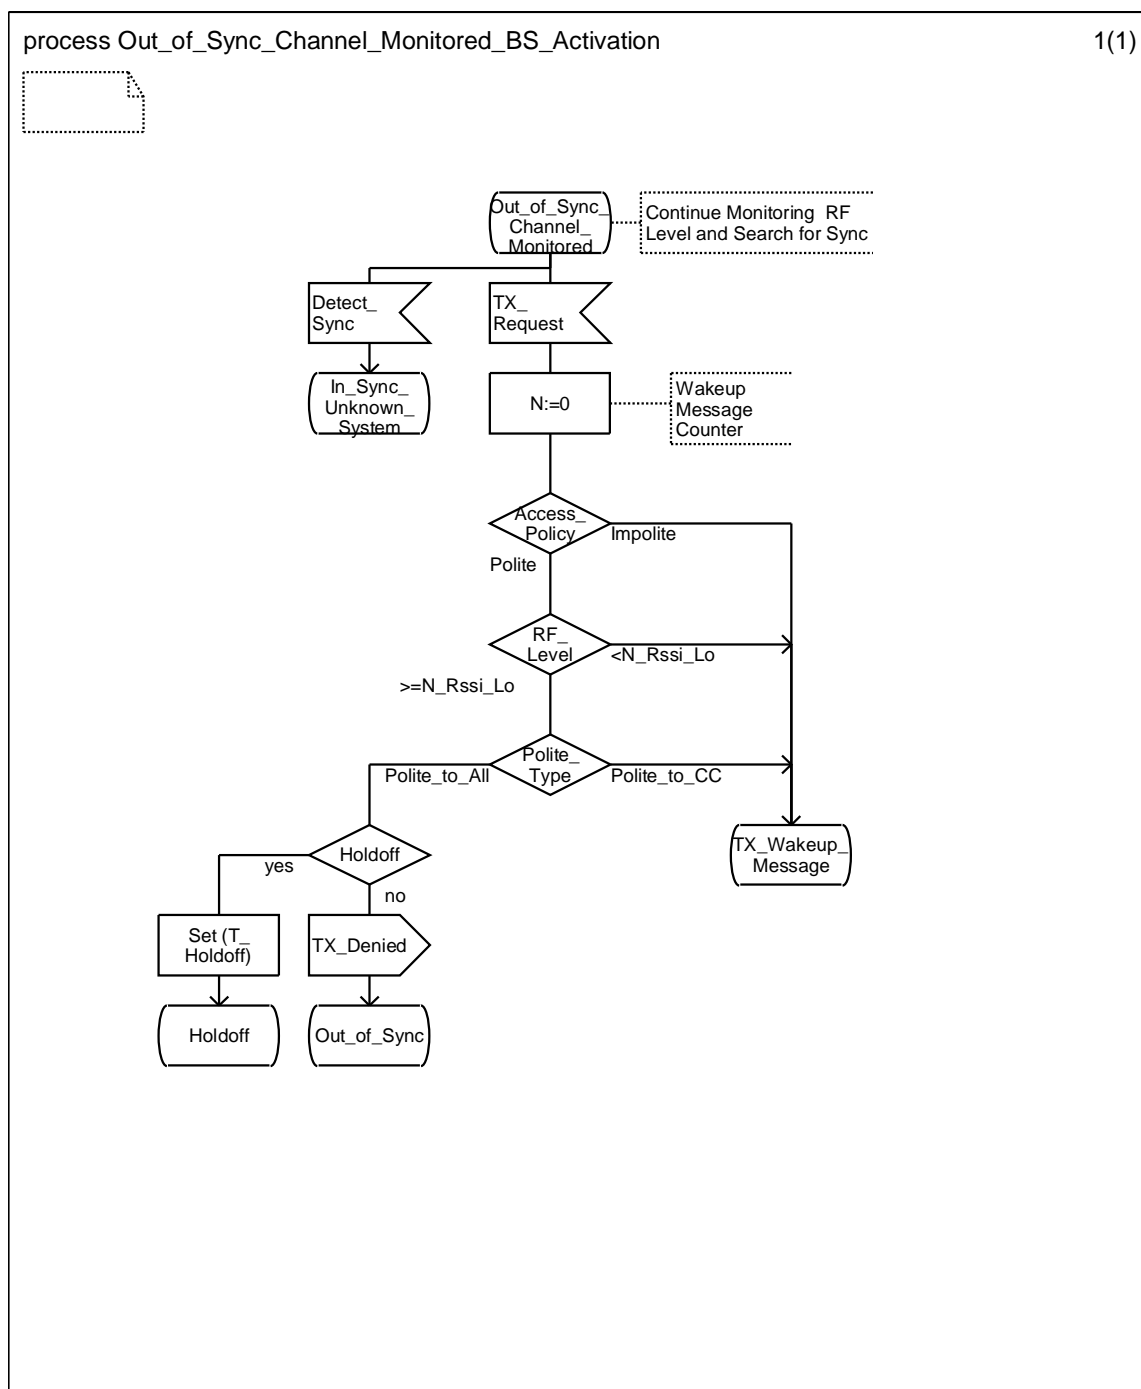 process Out_of_Sync_Channel_Monitored_BS_Activation
1(1)
Out_of_Sync_
Channel_
Monitored
Continue Monitoring RF
Level and Search for Sync
Detect_
Sync
TX_
Request
In_Sync_
Unknown_
System
N:=0
Wakeup
Message
Counter
Access_
Policy
Impolite
Polite
RF_
Level
<N_Rssi_Lo
>=N_Rssi_Lo
Polite_
Type
Polite_to_All
Polite_to_CC
TX_Wakeup_
Message
Holdoff
yes
no
Set (T_
Holdoff)
TX_Denied
Holdoff
Out_of_Sync